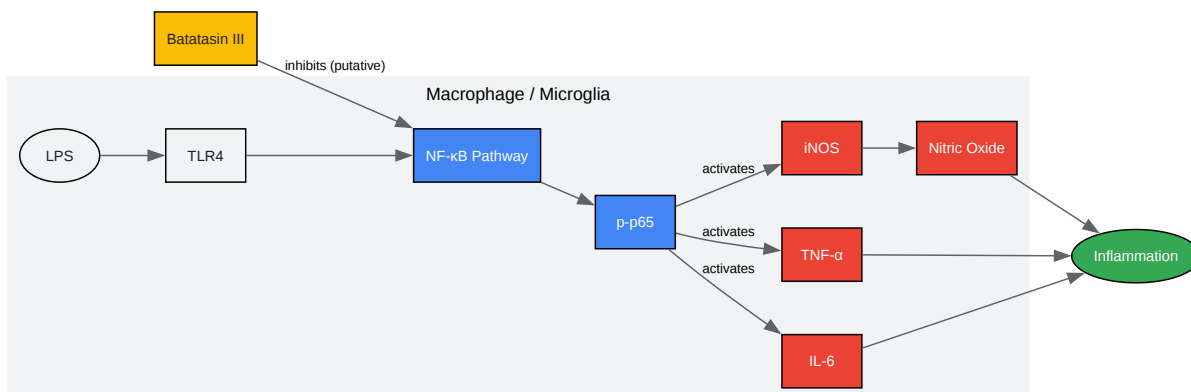 Batatasin III
inhibits (putative)
Macrophage / Microglia
LPS
TLR4
NF-κB Pathway
p-p65
activates
activates
activates
iNOS
Nitric Oxide
TNF-α
IL-6
Inflammation